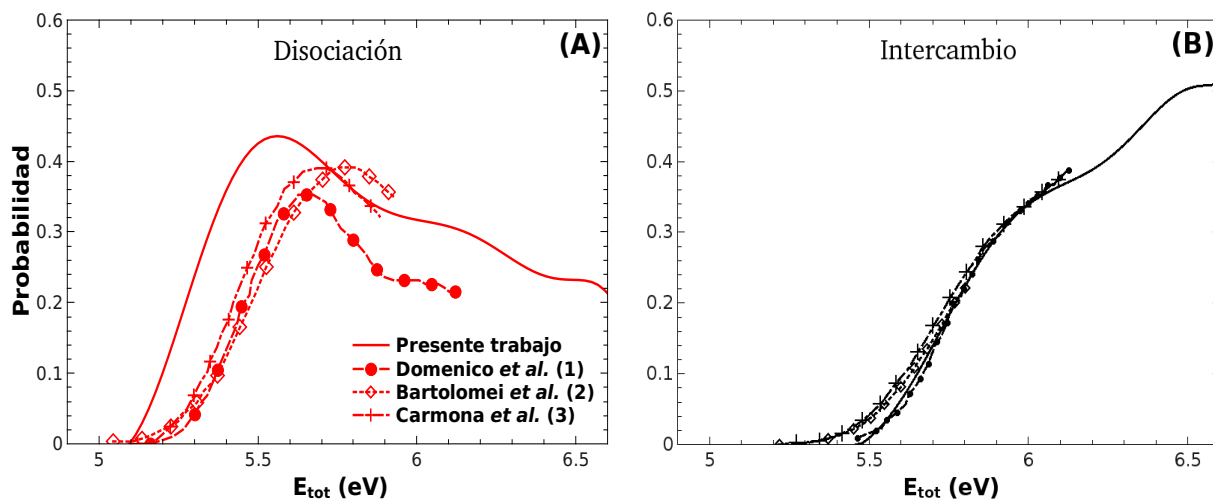 Disociación
(A)
Probabilidad
0.6
0.5
0.4
0.3
0.2
0.1
0
5
5.5
6
6.5
E_tot (eV)
Presente trabajo
Domenico et al. (1)
Bartolomei et al. (2)
Carmona et al. (3)
Intercambio
(B)
0.6
0.5
0.4
0.3
0.2
0.1
0
5
5.5
6
6.5
E_tot (eV)